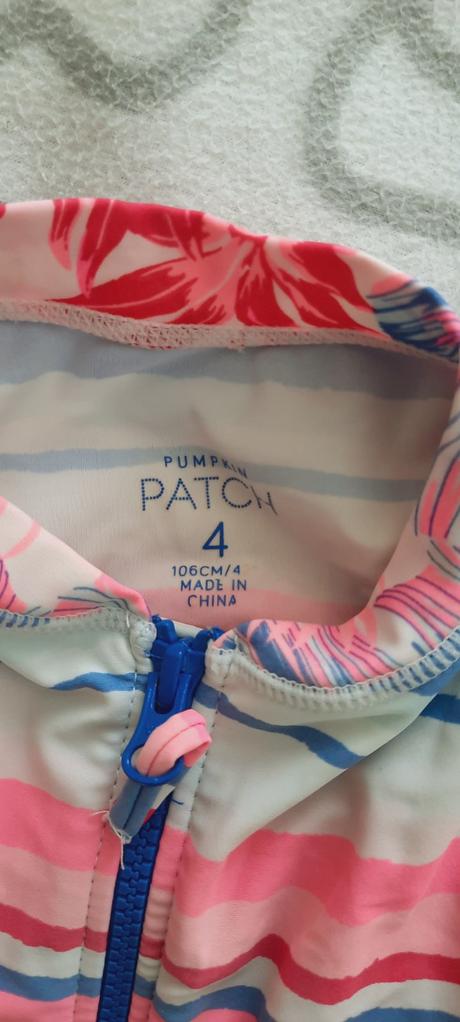 PUMPKIN
PATCH
4
106CM/4
MADE IN
CHINA